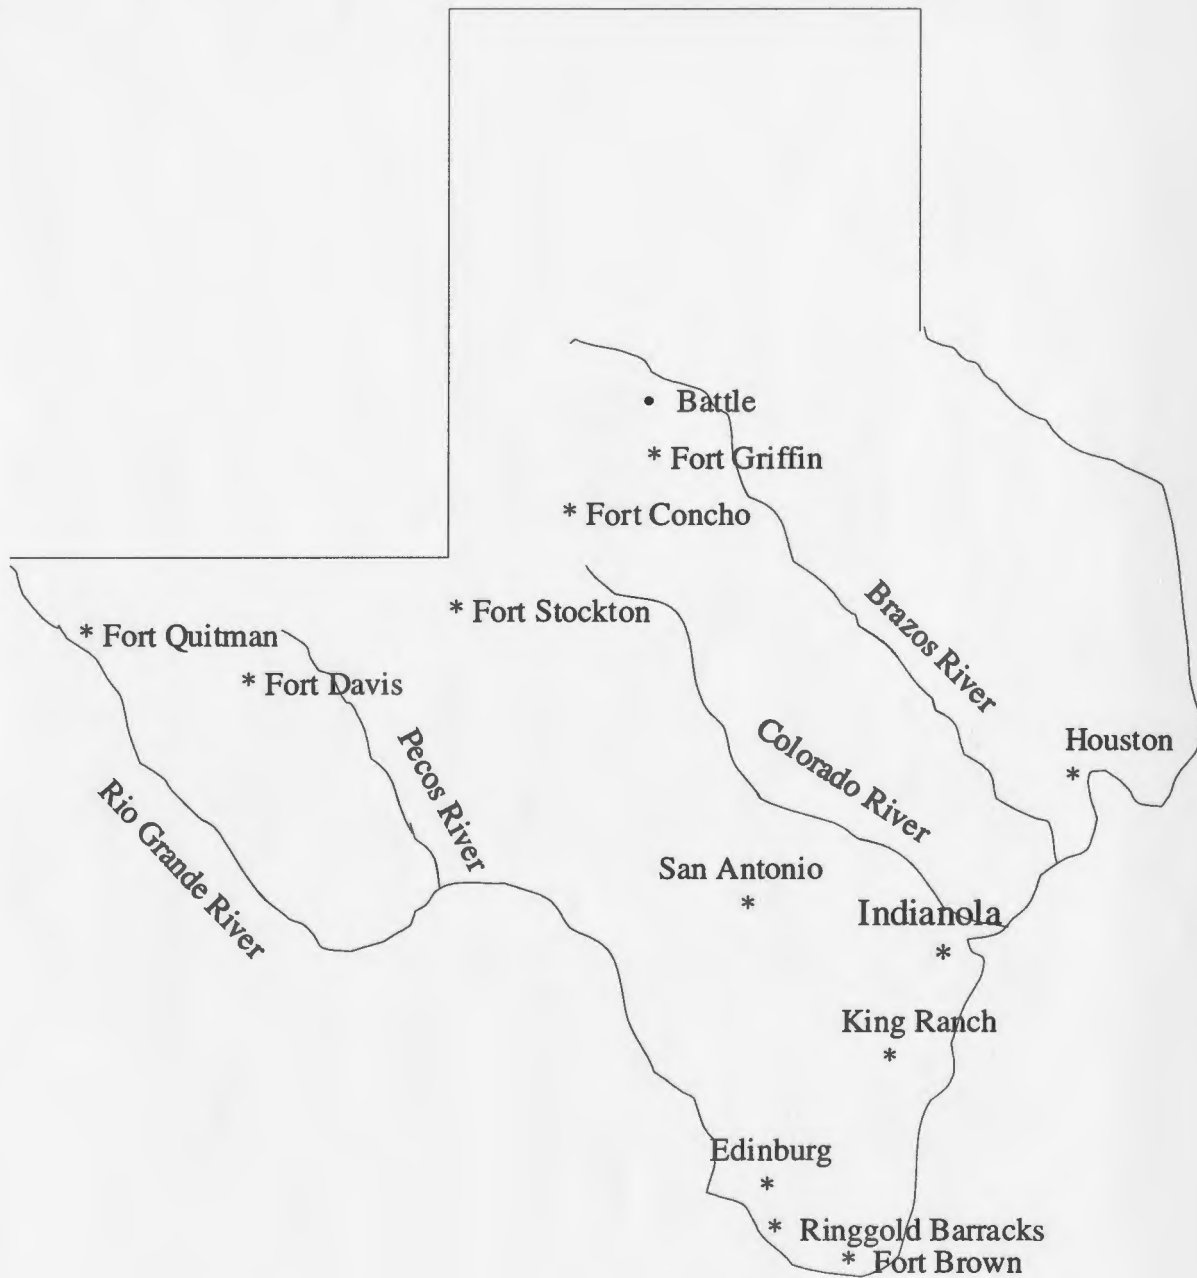 • Battle
* Fort Griffin
* Fort Concho
* Fort Stockton
* Fort Quitman
* Fort Davis
Brazos River
Houston
*
Colorado River
Pecos River
Rio Grande River
San Antonio
*
Indianola
*
King Ranch
*
Edinburg
*
* Ringgold Barracks
* Fort Brown